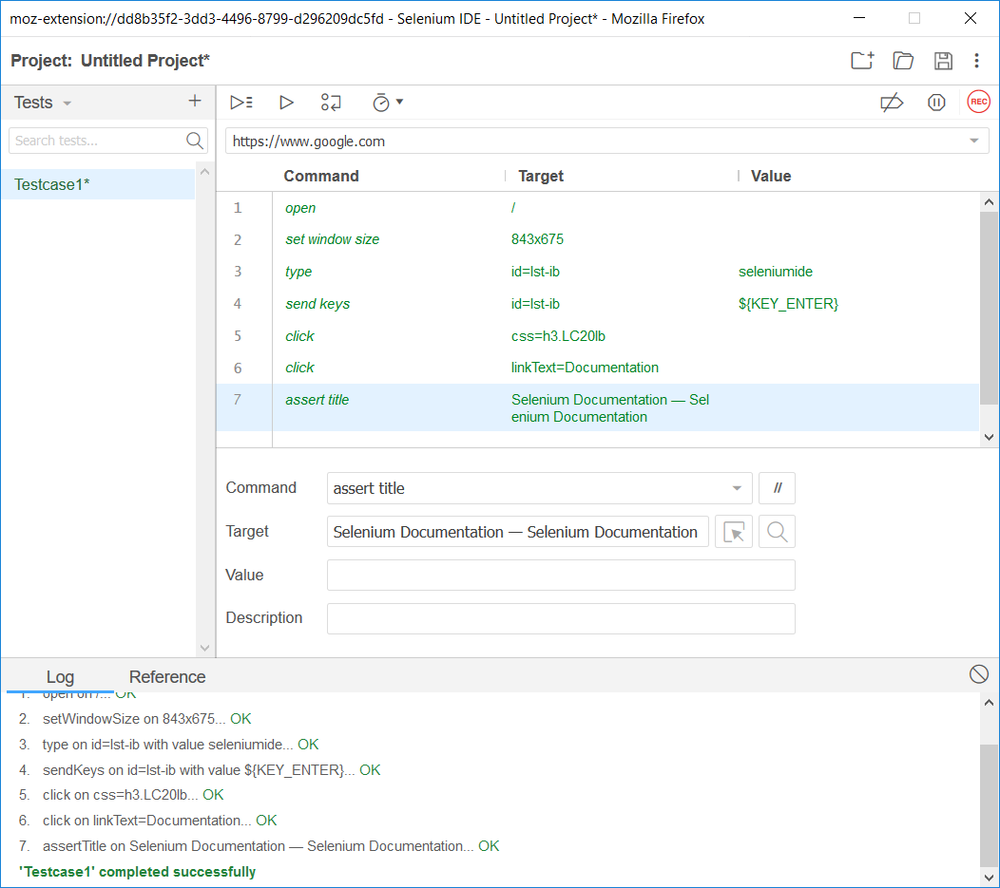 moz-extension://dd8b35f2-3dd3-4496-8799-d296209dc5fd - Selenium IDE - Untitled Project* - Mozilla Firefox
Project: Untitled Project*
Tests
REC
Search tests...
https://www.google.com
Testcase1*
Command Target Value
1 open /
2 set window size 843x675
3 type id=lst-ib seleniumide
4 send keys id=lst-ib ${KEY_ENTER}
5 click css=h3.LC20lb
6 click linkText=Documentation
7 assert title Selenium Documentation — Sel
enium Documentation
Command assert title //
Target Selenium Documentation — Selenium Documentation
Value
Description
Log Reference
1. open on /... OK
2. setWindowSize on 843x675... OK
3. type on id=lst-ib with value seleniumide... OK
4. sendKeys on id=lst-ib with value ${KEY_ENTER}... OK
5. click on css=h3.LC20lb... OK
6. click on linkText=Documentation... OK
7. assertTitle on Selenium Documentation — Selenium Documentation... OK
'Testcase1' completed successfully